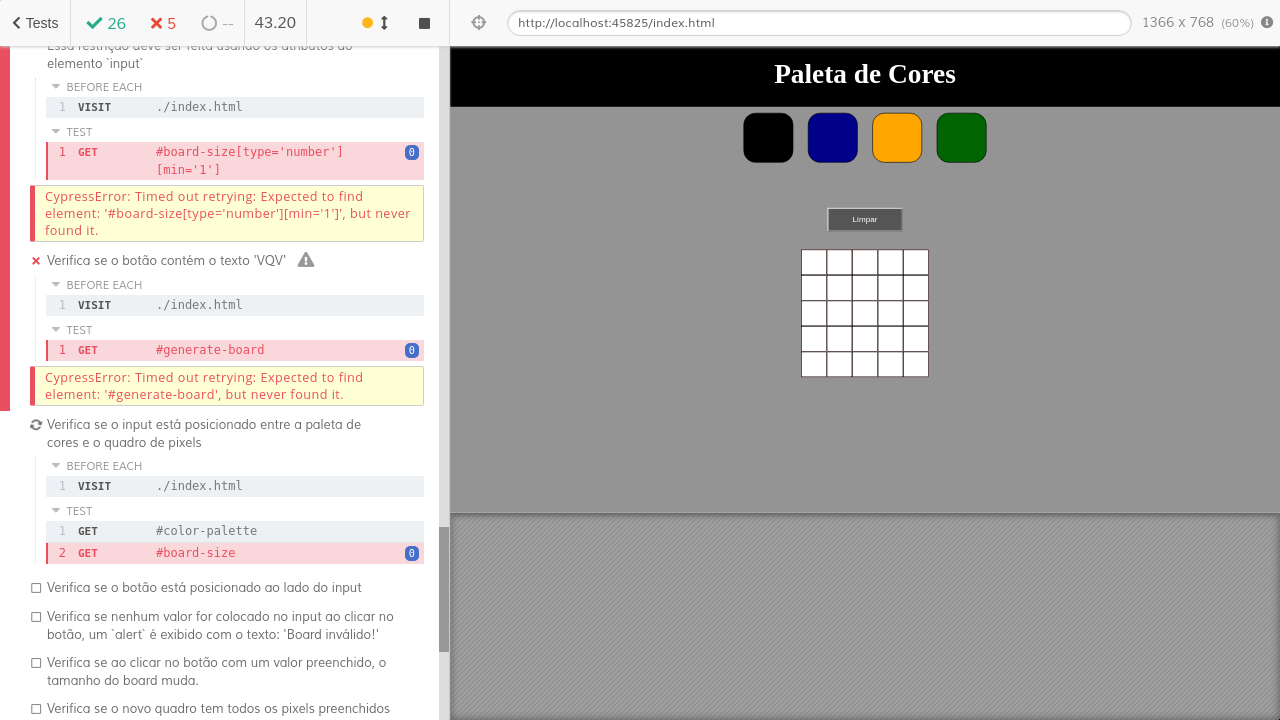 Tests
26
5
--
43.20
Essa restrição deve ser feita usando os atributos do
elemento `input`
BEFORE EACH
1 VISIT ./index.html
TEST
1 GET #board-size[type='number']
[min='1'] 0
CypressError: Timed out retrying: Expected to find
element: '#board-size[type='number'][min='1']', but never
found it.
Verifica se o botão contém o texto 'VQV'
BEFORE EACH
1 VISIT ./index.html
TEST
1 GET #generate-board 0
CypressError: Timed out retrying: Expected to find
element: '#generate-board', but never found it.
Verifica se o input está posicionado entre a paleta de
cores e o quadro de pixels
BEFORE EACH
1 VISIT ./index.html
TEST
1 GET #color-palette
2 GET #board-size 0
Verifica se o botão está posicionado ao lado do input
Verifica se nenhum valor for colocado no input ao clicar no
botão, um `alert` é exibido com o texto: 'Board inválido!'
Verifica se ao clicar no botão com um valor preenchido, o
tamanho do board muda.
Verifica se o novo quadro tem todos os pixels preenchidos
http://localhost:45825/index.html
1366 x 768 (60%)
Paleta de Cores
Limpar